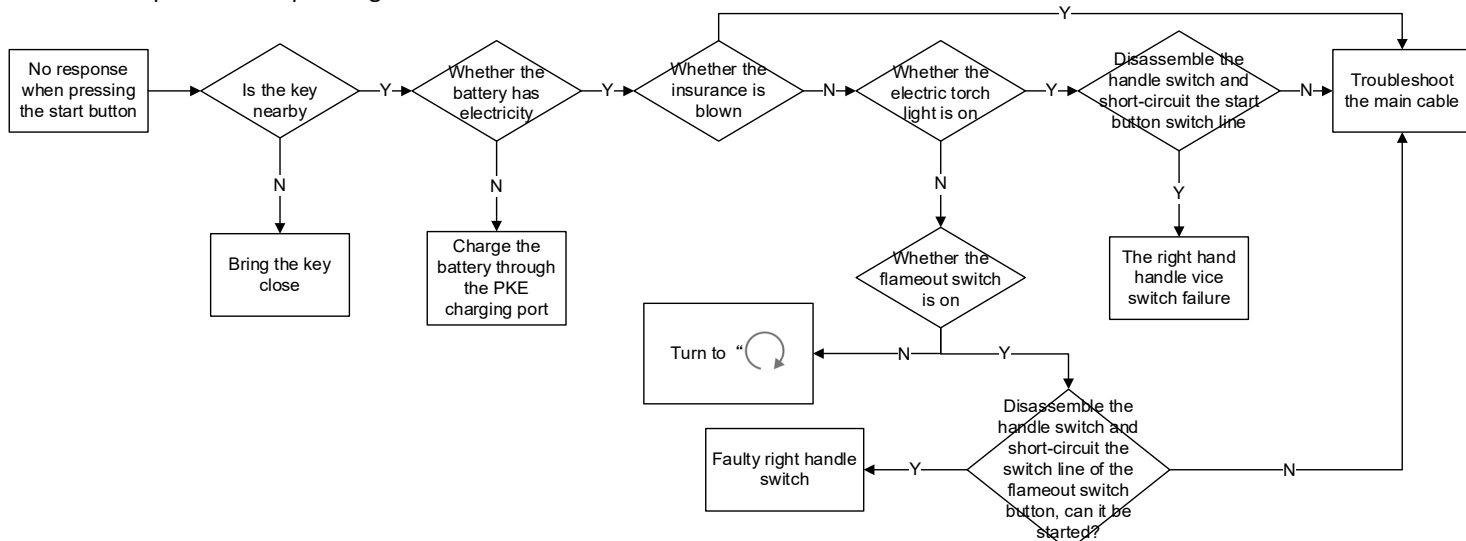 No response
when pressing
the start button
Is the key
nearby
Y
N
Bring the key
close
Whether the
battery has
electricity
Y
N
Charge the
battery through
the PKE
charging port
Whether the
insurance is
blown
Y
N
Whether the
electric torch
light is on
Y
N
Disassemble the
handle switch and
short-circuit the start
button switch line
N
Y
Troubleshoot
the main cable
The right hand
handle vice
switch failure
Whether the
flameout switch
is on
N
Y
Turn to “
Disassemble the
handle switch and
short-circuit the
switch line of the
flameout switch
button, can it be
started?
Y
N
Faulty right handle
switch